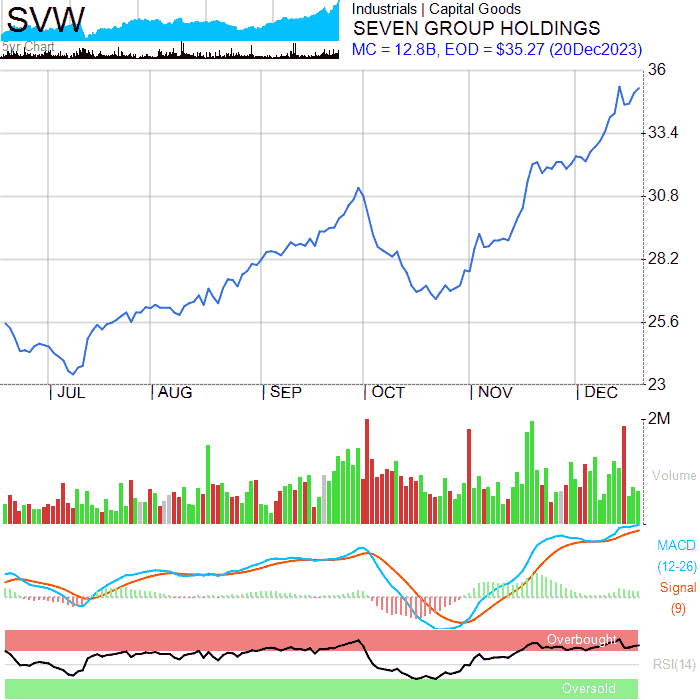 SVW
5yr Chart
Industrials | Capital Goods
SEVEN GROUP HOLDINGS
MC = 12.8B, EOD = $35.27 (20Dec2023)
36
33.4
30.8
28.2
25.6
23
JUL AUG SEP OCT NOV DEC
2M
Volume
MACD
(12-26)
Signal
(9)
Overbought
RSI(14)
Oversold